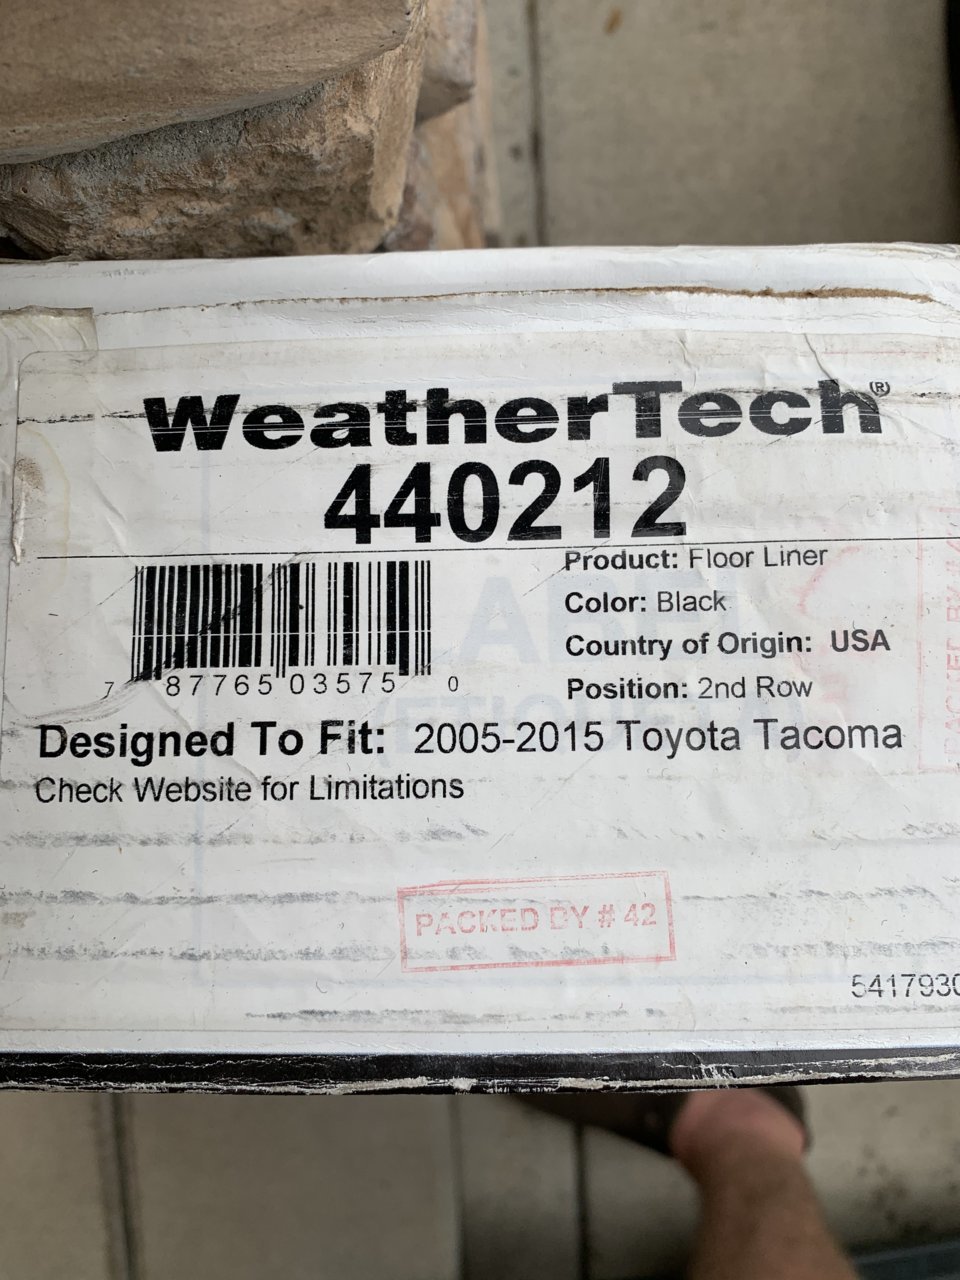 WeatherTech®
440212
Product: Floor Liner
Color: Black
Country of Origin: USA
Position: 2nd Row
7 87765 03575 0
Designed To Fit: 2005-2015 Toyota Tacoma
Check Website for Limitations
PACKED BY # 42
5417930